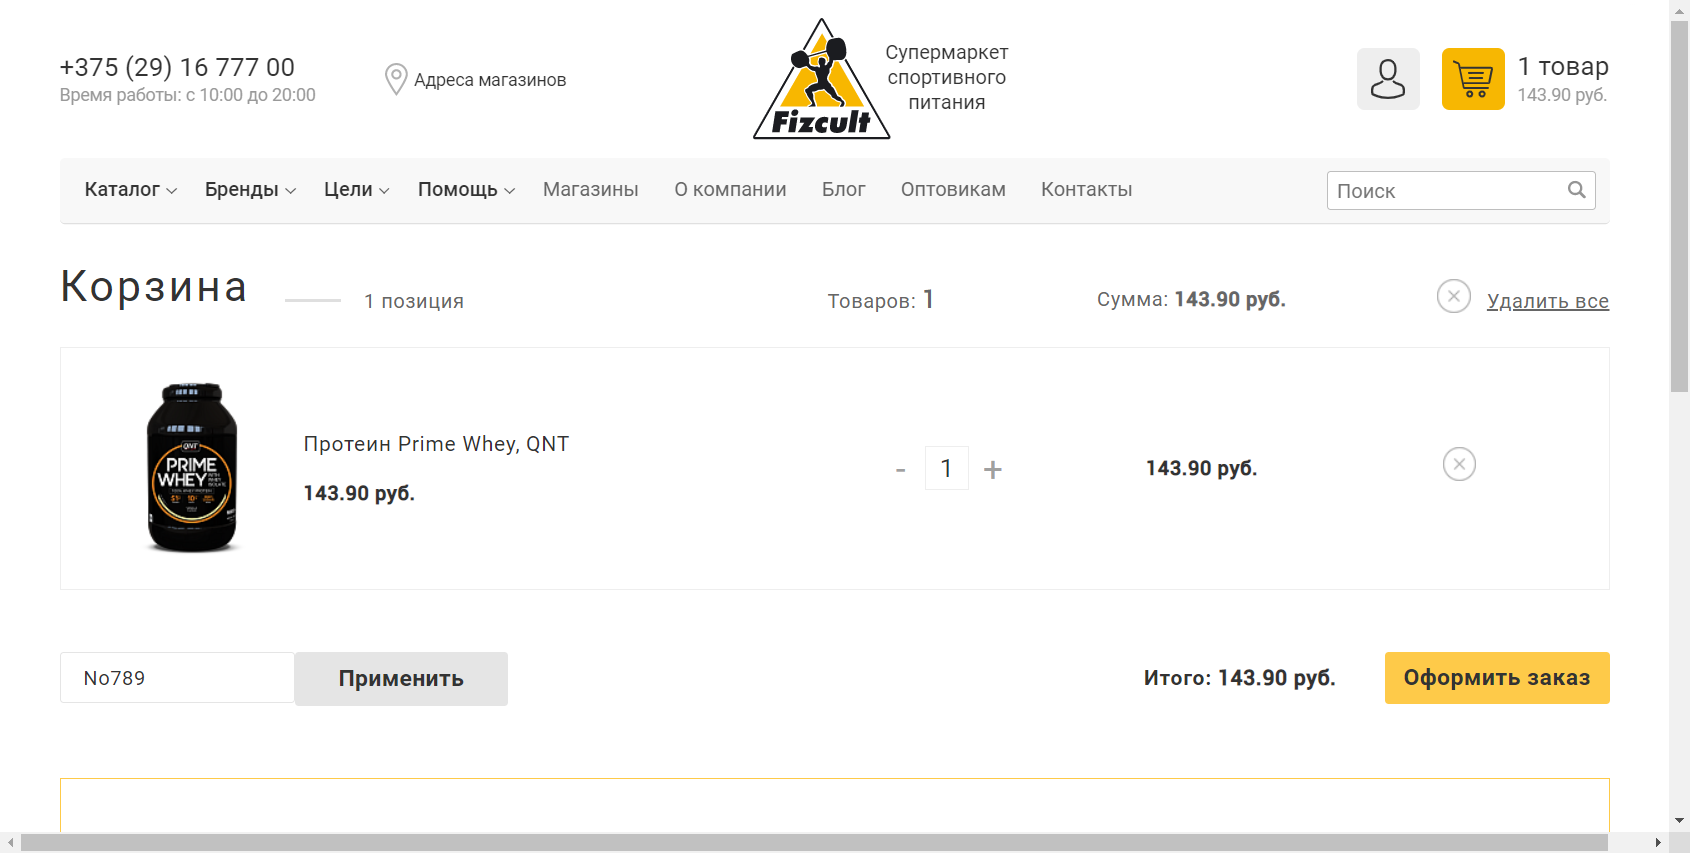 +375 (29) 16 777 00
Время работы: с 10:00 до 20:00
Адреса магазинов
Fizcult
Супермаркет
спортивного
питания
1 товар
143.90 руб.
Каталог Бренды Цели Помощь Магазины О компании Блог Оптовикам Контакты Поиск
Корзина 1 позиция Товаров: 1 Сумма: 143.90 руб. Удалить все
QNT
PRIME
WHEY
Протеин Prime Whey, QNT
143.90 руб.
- 1 +
143.90 руб.
No789 Применить Итого: 143.90 руб. Оформить заказ